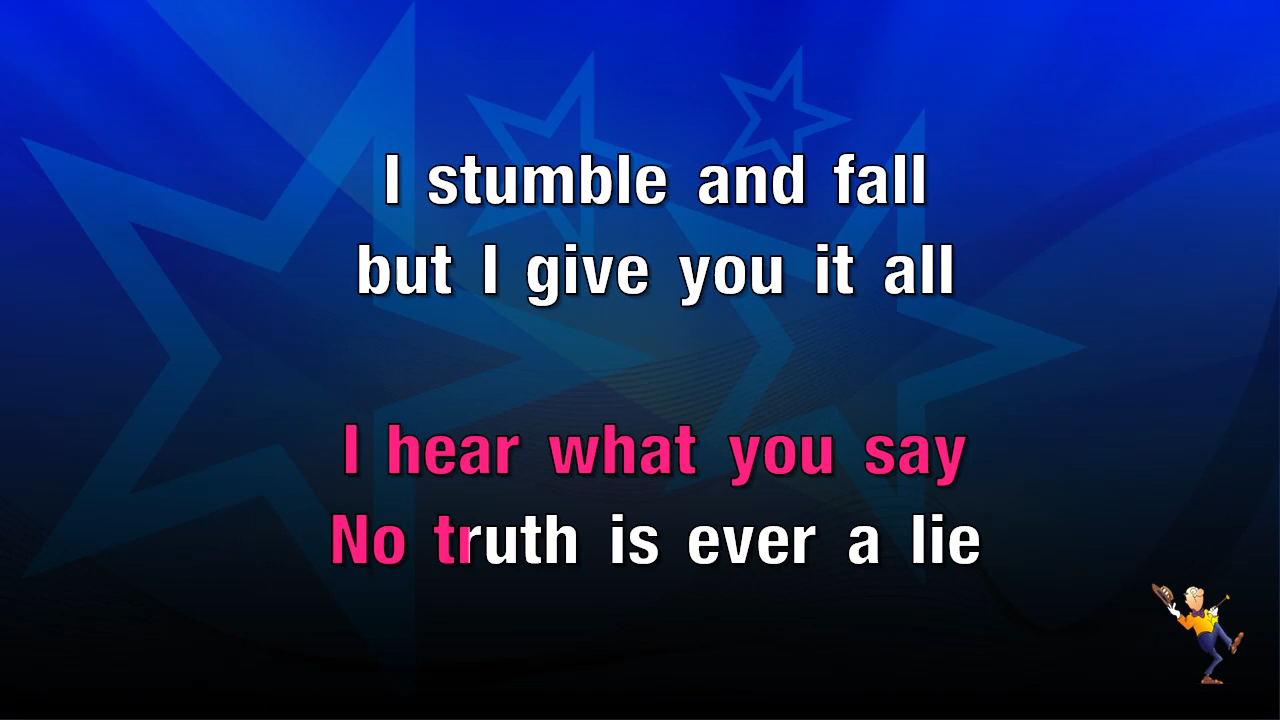 I stumble and fall
but I give you it all
I hear what you say
No truth is ever a lie